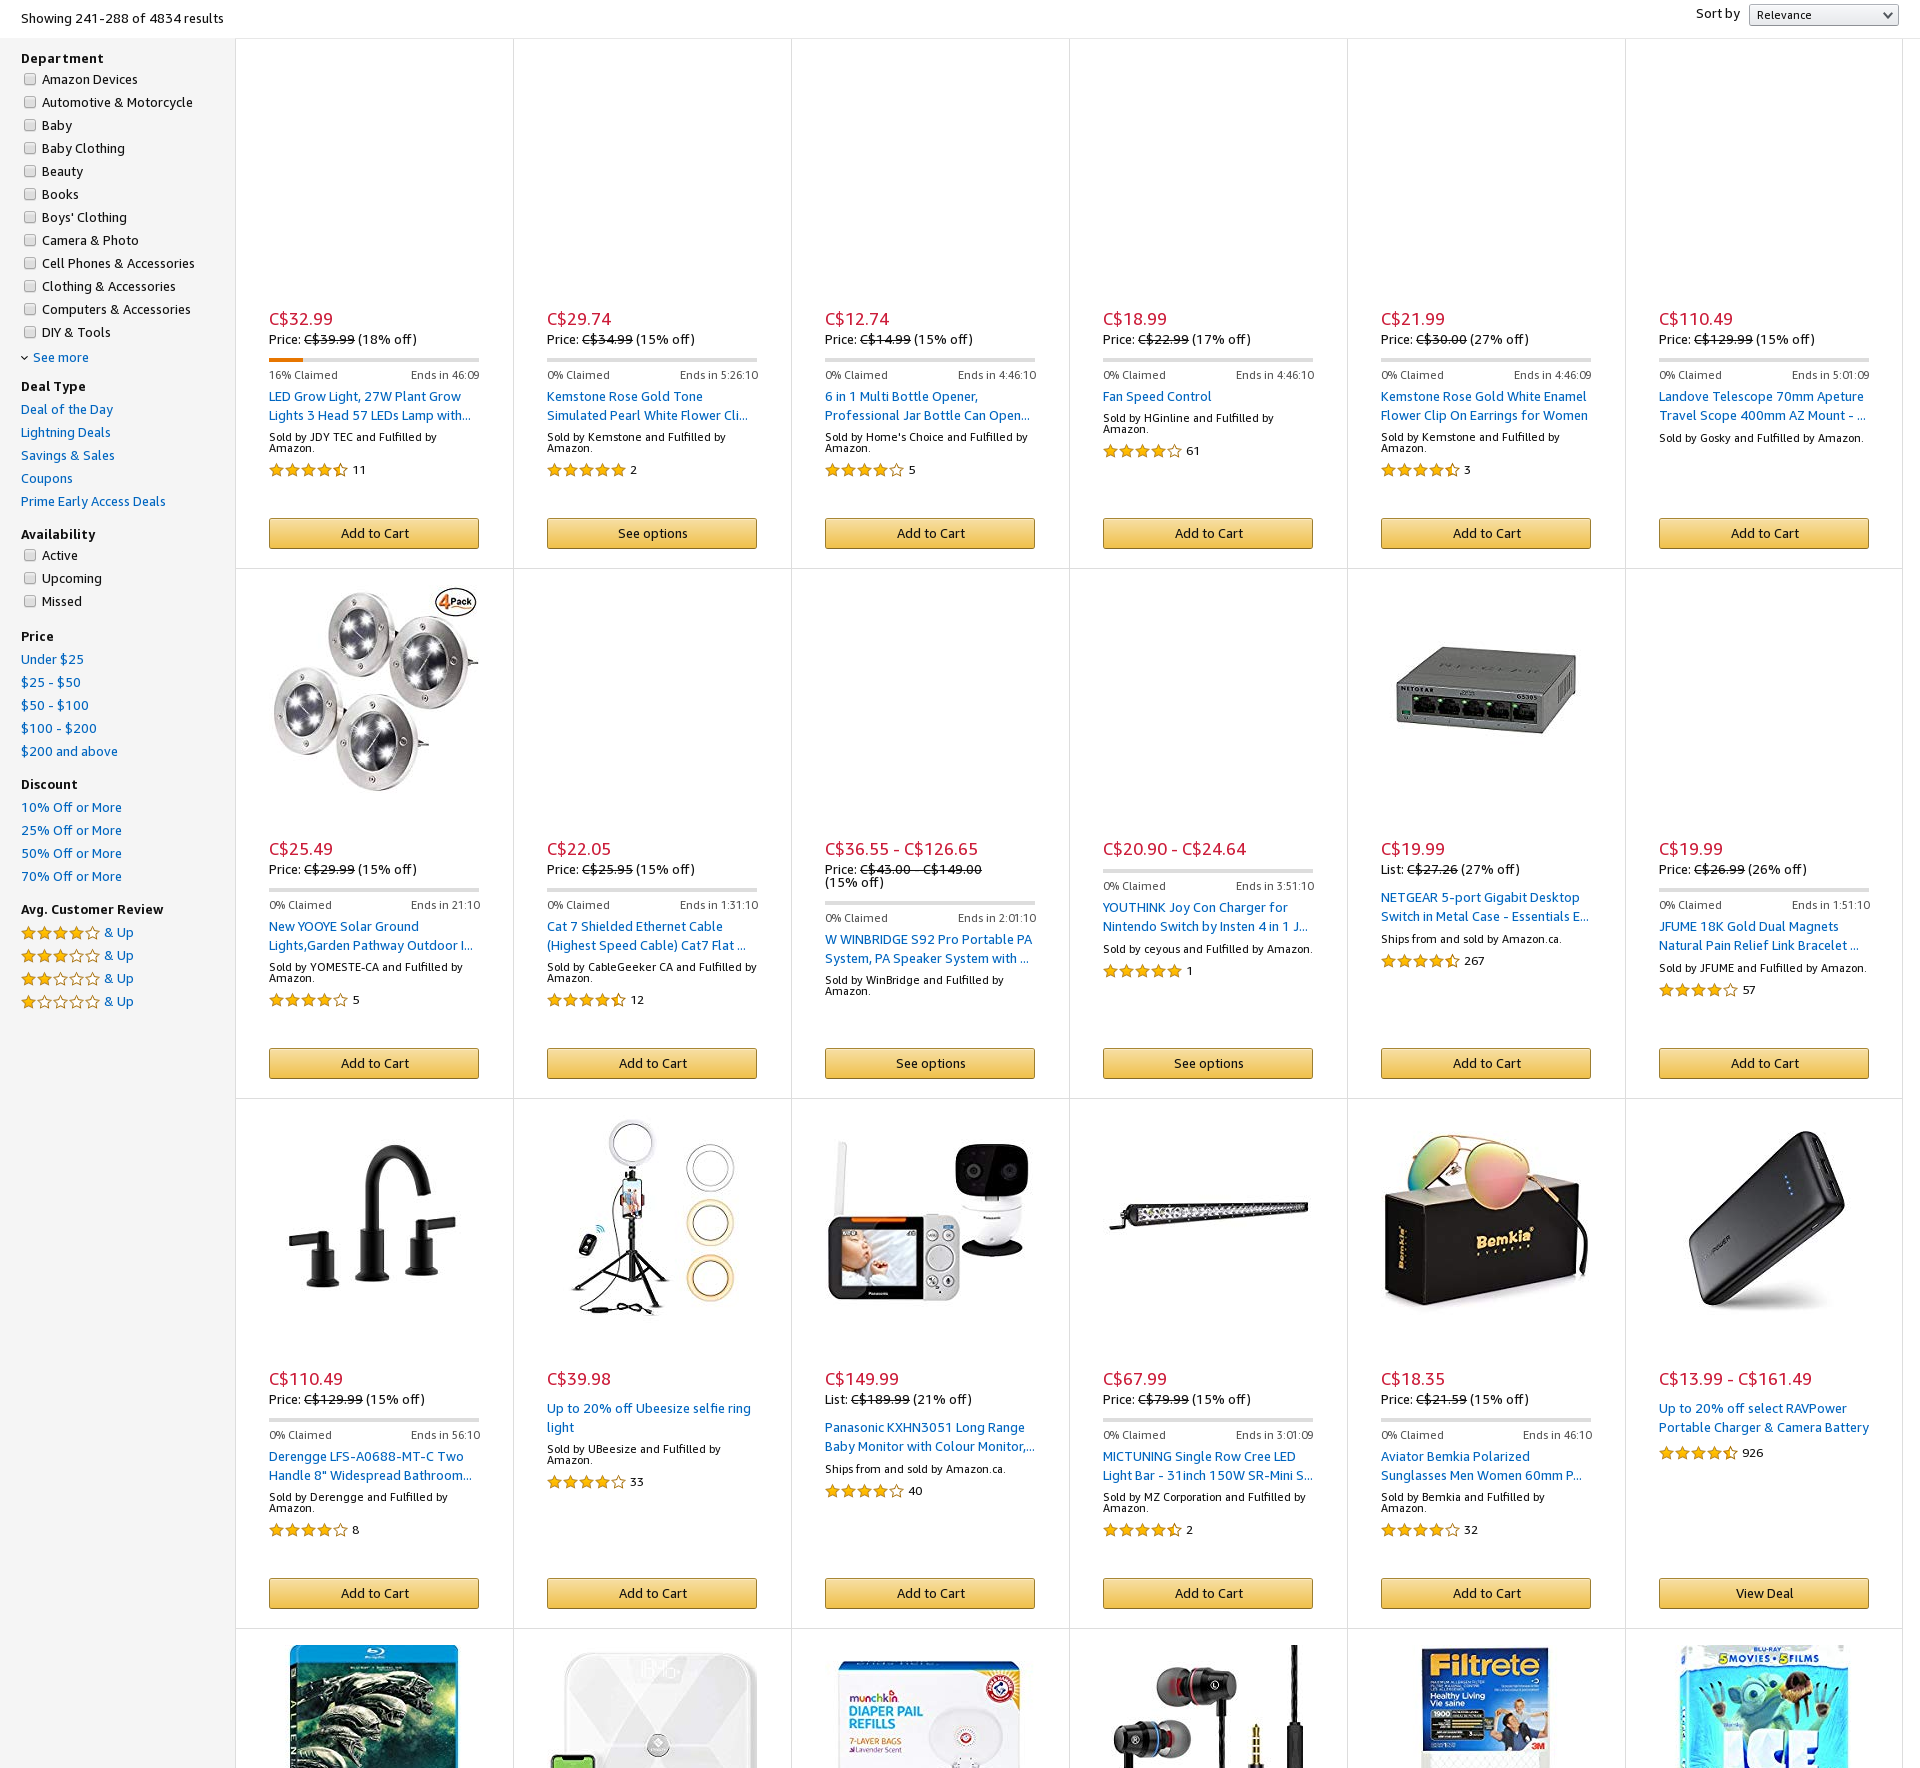 Showing 241-288 of 4834 results
Sort by Relevance
Department
Amazon Devices
Automotive & Motorcycle
Baby
Baby Clothing
Beauty
Books
Boys' Clothing
Camera & Photo
Cell Phones & Accessories
Clothing & Accessories
Computers & Accessories
DIY & Tools
See more
Deal Type
Deal of the Day
Lightning Deals
Savings & Sales
Coupons
Prime Early Access Deals
Availability
Active
Upcoming
Missed
Price
Under $25
$25 - $50
$50 - $100
$100 - $200
$200 and above
Discount
10% Off or More
25% Off or More
50% Off or More
70% Off or More
Avg. Customer Review
& Up
& Up
& Up
& Up
C$32.99
Price: C$39.99 (18% off)
16% Claimed Ends in 46:09
LED Grow Light, 27W Plant Grow
Lights 3 Head 57 LEDs Lamp with...
Sold by JDY TEC and Fulfilled by
Amazon.
11
Add to Cart
C$29.74
Price: C$34.99 (15% off)
0% Claimed Ends in 5:26:10
Kemstone Rose Gold Tone
Simulated Pearl White Flower Cli...
Sold by Kemstone and Fulfilled by
Amazon.
2
See options
C$12.74
Price: C$14.99 (15% off)
0% Claimed Ends in 4:46:10
6 in 1 Multi Bottle Opener,
Professional Jar Bottle Can Open...
Sold by Home's Choice and Fulfilled by
Amazon.
5
Add to Cart
C$18.99
Price: C$22.99 (17% off)
0% Claimed Ends in 4:46:10
Fan Speed Control
Sold by HGinline and Fulfilled by
Amazon.
61
Add to Cart
C$21.99
Price: C$30.00 (27% off)
0% Claimed Ends in 4:46:09
Kemstone Rose Gold White Enamel
Flower Clip On Earrings for Women
Sold by Kemstone and Fulfilled by
Amazon.
3
Add to Cart
C$110.49
Price: C$129.99 (15% off)
0% Claimed Ends in 5:01:09
Landove Telescope 70mm Apeture
Travel Scope 400mm AZ Mount - ...
Sold by Gosky and Fulfilled by Amazon.
Add to Cart
4 Pack
C$25.49
Price: C$29.99 (15% off)
0% Claimed Ends in 21:10
New YOOYE Solar Ground
Lights,Garden Pathway Outdoor I...
Sold by YOMESTE-CA and Fulfilled by
Amazon.
5
Add to Cart
C$22.05
Price: C$25.95 (15% off)
0% Claimed Ends in 1:31:10
Cat 7 Shielded Ethernet Cable
(Highest Speed Cable) Cat7 Flat ...
Sold by CableGeeker CA and Fulfilled by
Amazon.
12
Add to Cart
C$36.55 - C$126.65
Price: C$43.00 - C$149.00
(15% off)
0% Claimed Ends in 2:01:10
W WINBRIDGE S92 Pro Portable PA
System, PA Speaker System with ...
Sold by WinBridge and Fulfilled by
Amazon.
See options
C$20.90 - C$24.64
0% Claimed Ends in 3:51:10
YOUTHINK Joy Con Charger for
Nintendo Switch by Insten 4 in 1 J...
Sold by ceyous and Fulfilled by Amazon.
1
See options
NETGEAR
NETGEAR GS305
C$19.99
List: C$27.26 (27% off)
NETGEAR 5-port Gigabit Desktop
Switch in Metal Case - Essentials E...
Ships from and sold by Amazon.ca.
267
Add to Cart
C$19.99
Price: C$26.99 (26% off)
0% Claimed Ends in 1:51:10
JFUME 18K Gold Dual Magnets
Natural Pain Relief Link Bracelet ...
Sold by JFUME and Fulfilled by Amazon.
57
Add to Cart
C$110.49
Price: C$129.99 (15% off)
0% Claimed Ends in 56:10
Derengge LFS-A0688-MT-C Two
Handle 8" Widespread Bathroom...
Sold by Derengge and Fulfilled by
Amazon.
8
Add to Cart
C$39.98
Up to 20% off Ubeesize selfie ring
light
Sold by UBeesize and Fulfilled by
Amazon.
33
Add to Cart
Panasonic
Panasonic
C$149.99
List: C$189.99 (21% off)
Panasonic KXHN3051 Long Range
Baby Monitor with Colour Monitor,...
Ships from and sold by Amazon.ca.
40
Add to Cart
C$67.99
Price: C$79.99 (15% off)
0% Claimed Ends in 3:01:09
MICTUNING Single Row Cree LED
Light Bar - 31inch 150W SR-Mini S...
Sold by MZ Corporation and Fulfilled by
Amazon.
2
Add to Cart
Bemkia
Bemkia
EYEWEAR
C$18.35
Price: C$21.59 (15% off)
0% Claimed Ends in 46:10
Aviator Bemkia Polarized
Sunglasses Men Women 60mm P...
Sold by Bemkia and Fulfilled by
Amazon.
32
Add to Cart
C$13.99 - C$161.49
Up to 20% off select RAVPower
Portable Charger & Camera Battery
926
View Deal
munchkin.
DIAPER PAIL
REFILLS
7-LAYER BAGS
Lavender Scent
ARM & HAMMER
Filtrete
Healthy Living
Vie saine
1900
3M
BLU-RAY
5 MOVIES • 5 FILMS
ICE